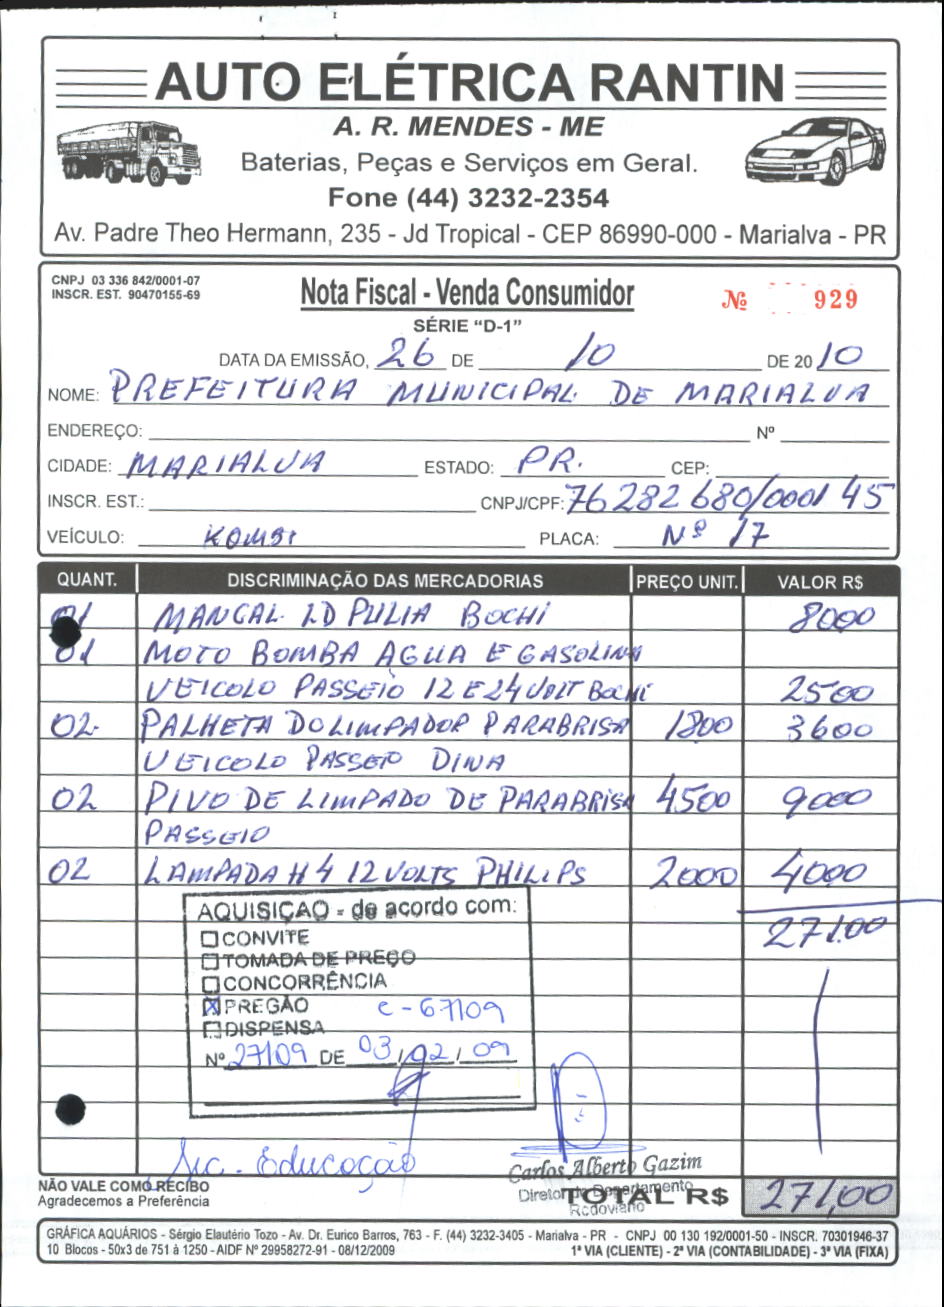 AUTO ELÉTRICA RANTIN
A. R. MENDES - ME
Baterias, Peças e Serviços em Geral.
Fone (44) 3232-2354
Av. Padre Theo Hermann, 235 - Jd Tropical - CEP 86990-000 - Marialva - PR
CNPJ 03 336 842/0001-07
INSCR. EST. 90470155-69
Nota Fiscal - Venda Consumidor
Nº 929
SÉRIE "D-1"
DATA DA EMISSÃO, 26 DE 10 DE 2010
NOME: PREFEITURA MUNICIPAL DE MARIALVA
ENDEREÇO: Nº
CIDADE: MARIALVA ESTADO: PR. CEP:
INSCR. EST.: CNPJ/CPF: 76 282 680/0001 45
VEÍCULO: KOMBI PLACA: Nº 17
QUANT. DISCRIMINAÇÃO DAS MERCADORIAS PREÇO UNIT. VALOR R$
01 MANCAL LD PULIA BOCHI 8000
01 MOTO BOMBA AGUA E GASOLINA
VEICOLO PASSEIO 12 E 24 VOLT BOCHI 2500
02 PALHETA DO LIMPADOR PARABRISA 1800 3600
VEICOLO PASSEIO DINA
02 PIVO DE LIMPADO DE PARABRISA 4500 9000
PASSEIO
02 LAMPADA H4 12 VOLTS PHILIPS 2000 4000
271.00
AQUISIÇÃO - de acordo com:
CONVITE
TOMADA DE PREÇO
CONCORRÊNCIA
X PREGÃO C-67/09
DISPENSA
Nº 27/09 DE 03/02/09
Educação
Carlos Alberto Gazim
Diretor do Departamento
Rodoviário
NÃO VALE COMO RECIBO
Agradecemos a Preferência
TOTAL R$ 271,00
GRÁFICA AQUÁRIOS - Sérgio Elautério Tozo - Av. Dr. Eurico Barros, 763 - F. (44) 3232-3405 - Marialva - PR - CNPJ 00 130 192/0001-50 - INSCR. 70301946-37
10 Blocos - 50x3 de 751 à 1250 - AIDF Nº 29958272-91 - 08/12/2009 1ª VIA (CLIENTE) - 2ª VIA (CONTABILIDADE) - 3ª VIA (FIXA)